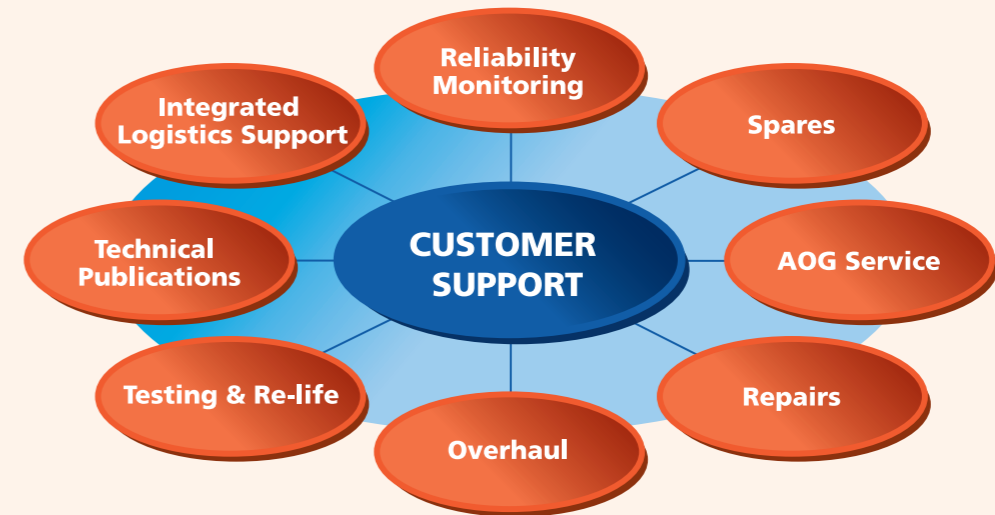 Reliability
Monitoring
Integrated
Logistics Support
Spares
Technical
Publications
CUSTOMER
SUPPORT
AOG Service
Testing & Re-life
Repairs
Overhaul